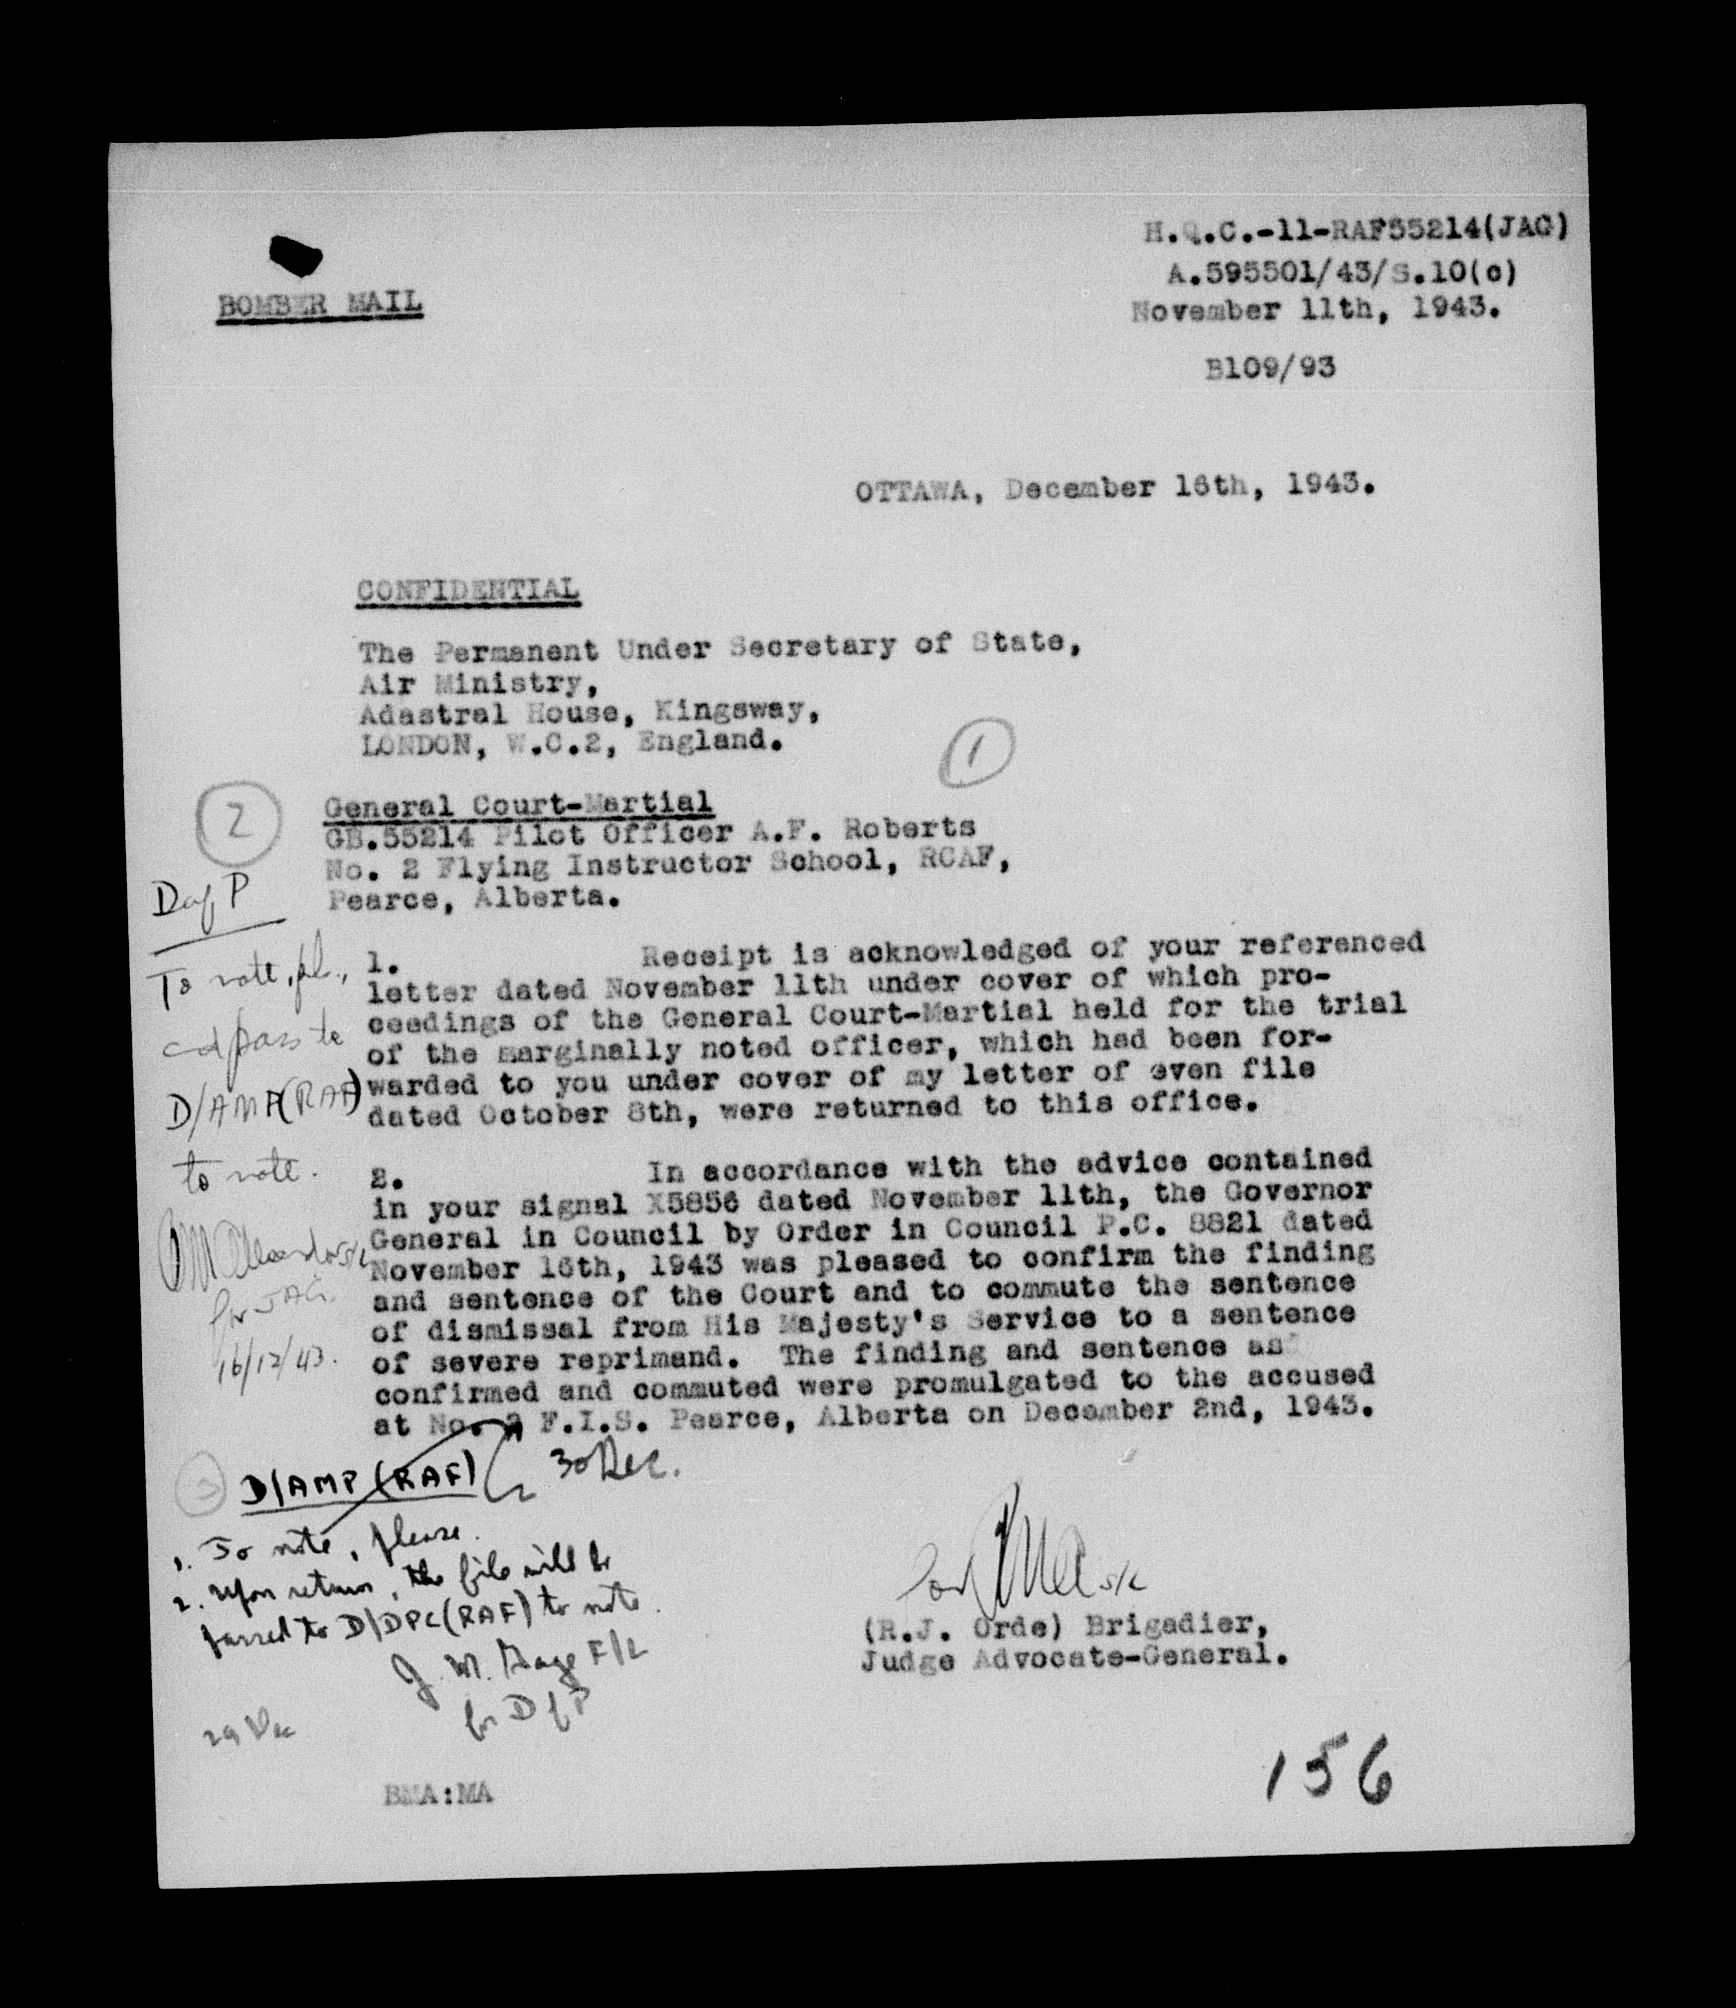 H.Q.C.-11-RAF55214(JAG)
A.595501/43/S.10(c)
BOMBER MAIL
November 11th, 1943.
B109/93
OTTAWA, December 16th, 1943.
CONFIDENTIAL
The Permanent Under Secretary of State,
Air Ministry,
Adastral House, Kingsway,
LONDON, W.C.2, England.
1
2
General Court-Martial
GB.55214 Pilot Officer A.F. Roberts
No. 2 Flying Instructor School, RCAF,
Pearce, Alberta.
D of P
To note, pl.,
and pass to
D/AMP(RAF)
to note.
for JAG.
16/12/43.
1. Receipt is acknowledged of your referenced
letter dated November 11th under cover of which pro-
ceedings of the General Court-Martial held for the trial
of the marginally noted officer, which had been for-
warded to you under cover of my letter of even file
dated October 8th, were returned to this office.
2. In accordance with the advice contained
in your signal X5856 dated November 11th, the Governor
General in Council by Order in Council P.C. 8821 dated
November 16th, 1943 was pleased to confirm the finding
and sentence of the Court and to commute the sentence
of dismissal from His Majesty's Service to a sentence
of severe reprimand. The finding and sentence as
confirmed and commuted were promulgated to the accused
at No. 2 F.I.S. Pearce, Alberta on December 2nd, 1943.
3
D/AMP (RAF)
30 Dec.
1. To note, please.
2. Upon return, the file will be
passed to D/DPC(RAF) to note.
J. M. F/L
for D of P
29 Dec
(R.J. Orde) Brigadier,
Judge Advocate-General.
BMA:MA
156